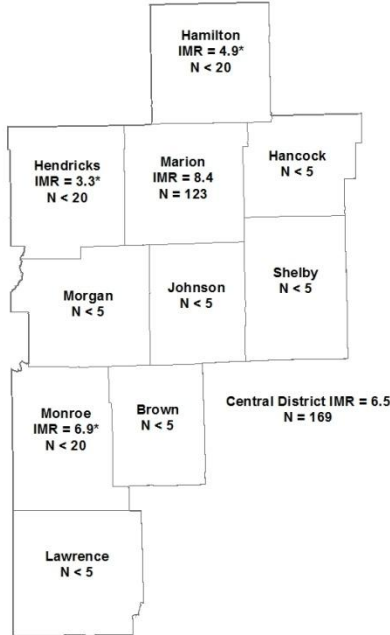 Hamilton
IMR = 4.9*
N < 20
Hendricks
IMR = 3.3*
N < 20
Marion
IMR = 8.4
N = 123
Hancock
N < 5
Morgan
N < 5
Johnson
N < 5
Shelby
N < 5
Monroe
IMR = 6.9*
N < 20
Brown
N < 5
Central District IMR = 6.5
N = 169
Lawrence
N < 5